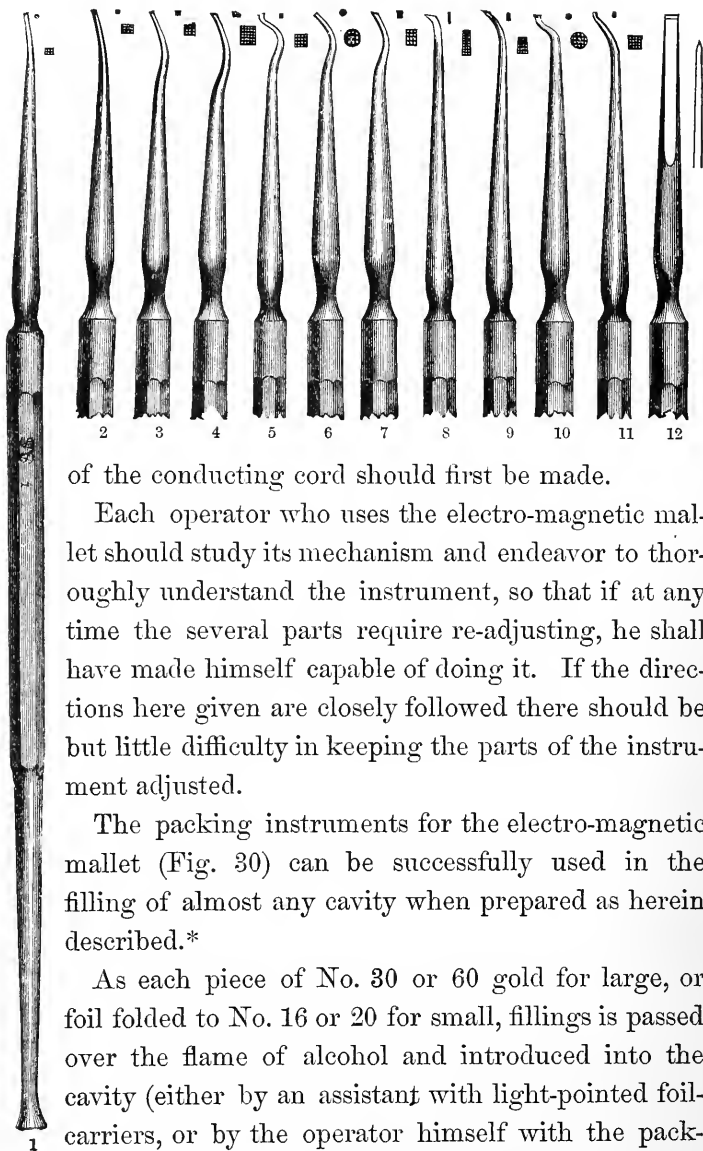 2 3 4 5 6 7 8 9 10 11 12
of the conducting cord should first be made.
Each operator who uses the electro-magnetic mal-
let should study its mechanism and endeavor to thor-
oughly understand the instrument, so that if at any
time the several parts require re-adjusting, he shall
have made himself capable of doing it. If the direc-
tions here given are closely followed there should be
but little difficulty in keeping the parts of the instru-
ment adjusted.
The packing instruments for the electro-magnetic
mallet (Fig. 30) can be successfully used in the
filling of almost any cavity when prepared as herein
described.*
As each piece of No. 30 or 60 gold for large, or
foil folded to No. 16 or 20 for small, fillings is passed
over the flame of alcohol and introduced into the
cavity (either by an assistant with light-pointed foil-
carriers, or by the operator himself with the pack-
1